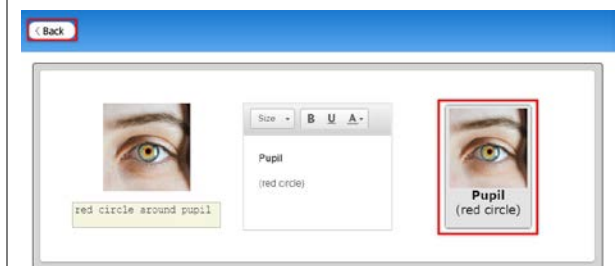 < Back
Size B U A
Pupil
(red circle)
red circle around pupil
Pupil
(red circle)